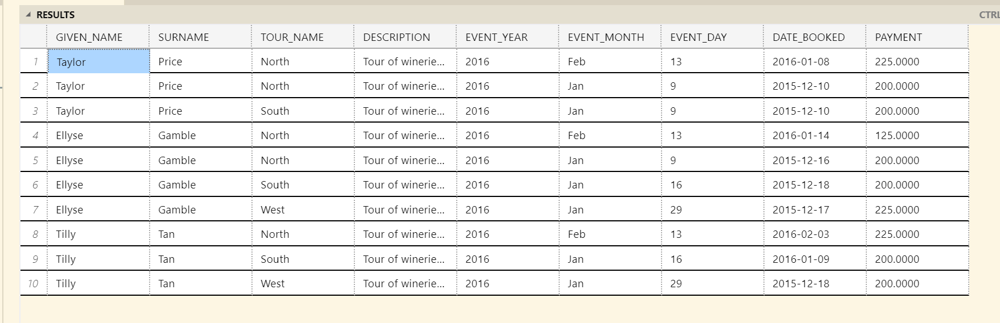 RESULTS CTRL
GIVEN_NAME SURNAME TOUR_NAME DESCRIPTION EVENT_YEAR EVENT_MONTH EVENT_DAY DATE_BOOKED PAYMENT
1 Taylor Price North Tour of winerie... 2016 Feb 13 2016-01-08 225.0000
2 Taylor Price North Tour of winerie... 2016 Jan 9 2015-12-10 200.0000
3 Taylor Price South Tour of winerie... 2016 Jan 9 2015-12-10 200.0000
4 Ellyse Gamble North Tour of winerie... 2016 Feb 13 2016-01-14 125.0000
5 Ellyse Gamble North Tour of winerie... 2016 Jan 9 2015-12-16 200.0000
6 Ellyse Gamble South Tour of winerie... 2016 Jan 16 2015-12-18 200.0000
7 Ellyse Gamble West Tour of winerie... 2016 Jan 29 2015-12-17 225.0000
8 Tilly Tan North Tour of winerie... 2016 Feb 13 2016-02-03 225.0000
9 Tilly Tan South Tour of winerie... 2016 Jan 16 2016-01-09 200.0000
10 Tilly Tan West Tour of winerie... 2016 Jan 29 2015-12-18 200.0000